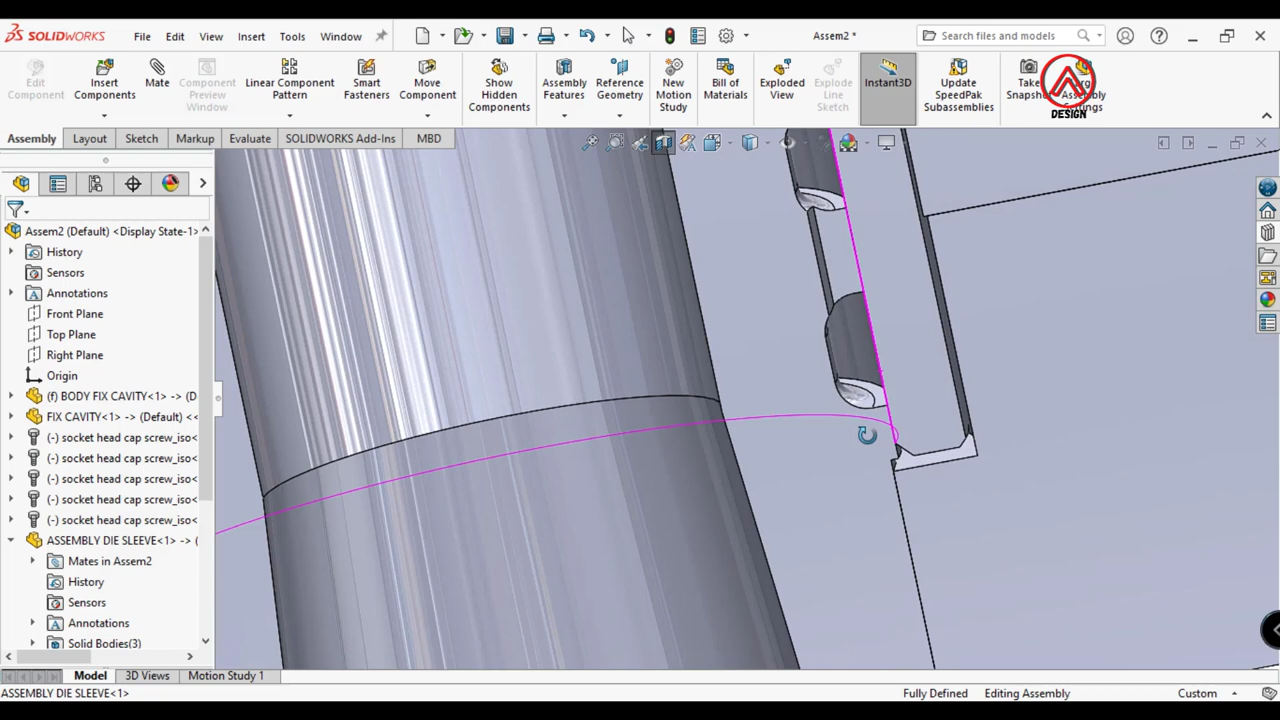 SOLIDWORKS File Edit View Insert Tools Window Assem2 * Search files and models
Edit Component
Insert Components
Mate
Component Preview Window
Linear Component Pattern
Smart Fasteners
Move Component
Show Hidden Components
Assembly Features
Reference Geometry
New Motion Study
Bill of Materials
Exploded View
Explode Line Sketch
Instant3D
Update SpeedPak Subassemblies
Take Snapshot
DESIGN
Assembly Layout Sketch Markup Evaluate SOLIDWORKS Add-Ins MBD
Assem2 (Default) <Display State-1>
History
Sensors
Annotations
Front Plane
Top Plane
Right Plane
Origin
(f) BODY FIX CAVITY<1> -> (D
FIX CAVITY<1> -> (Default) <<
(-) socket head cap screw_iso<
(-) socket head cap screw_iso<
(-) socket head cap screw_iso<
(-) socket head cap screw_iso<
(-) socket head cap screw_iso<
ASSEMBLY DIE SLEEVE<1> -> (
Mates in Assem2
History
Sensors
Annotations
Solid Bodies(3)
Model 3D Views Motion Study 1
ASSEMBLY DIE SLEEVE<1> Fully Defined Editing Assembly Custom